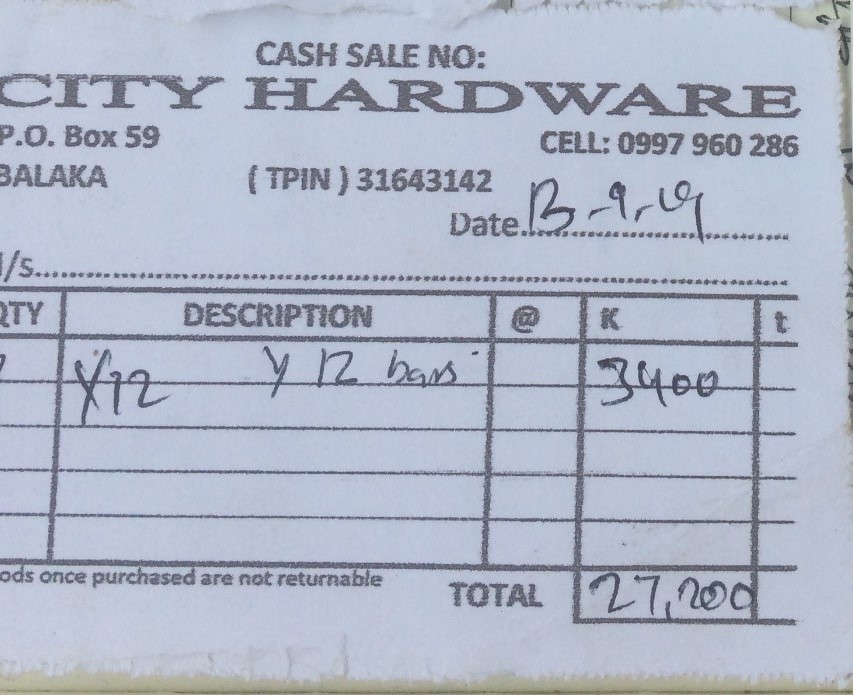 CASH SALE NO:
CITY HARDWARE
P.O. Box 59 CELL: 0997 960 286
BALAKA (TPIN) 31643142
Date 13-9-19
/s
QTY DESCRIPTION @ K t
Y12 Y 12 bars 3400
ods once purchased are not returnable
TOTAL 27,200